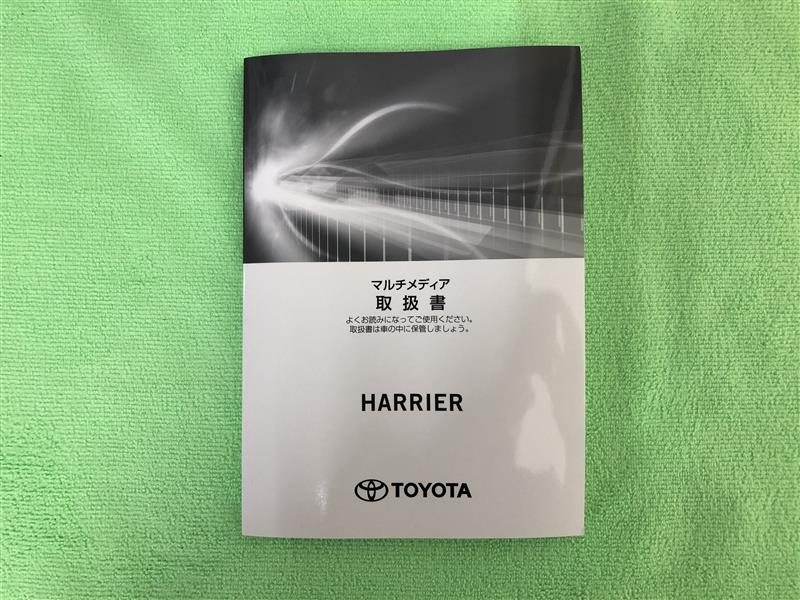 マルチメディア
取扱書
よくお読みになってご使用ください。
取扱書は車の中に保管しましょう。
HARRIER
TOYOTA